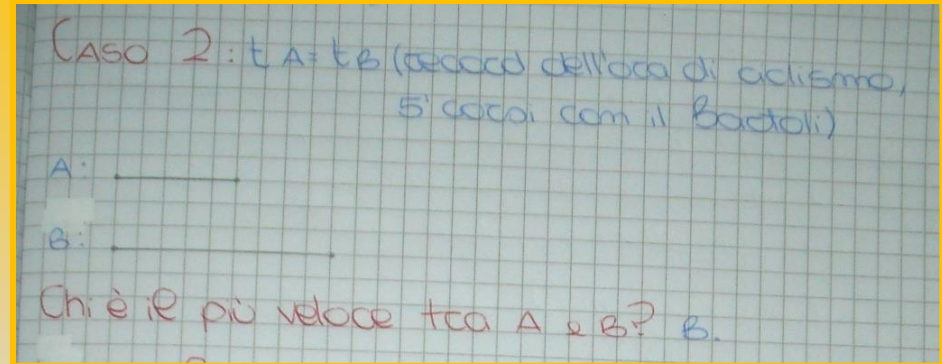 CASO 2: tA = tB (record dell'ora di ciclismo,
5' corsi con il Bartoli)
A:
B:
Chi è il più veloce tra A e B? B.